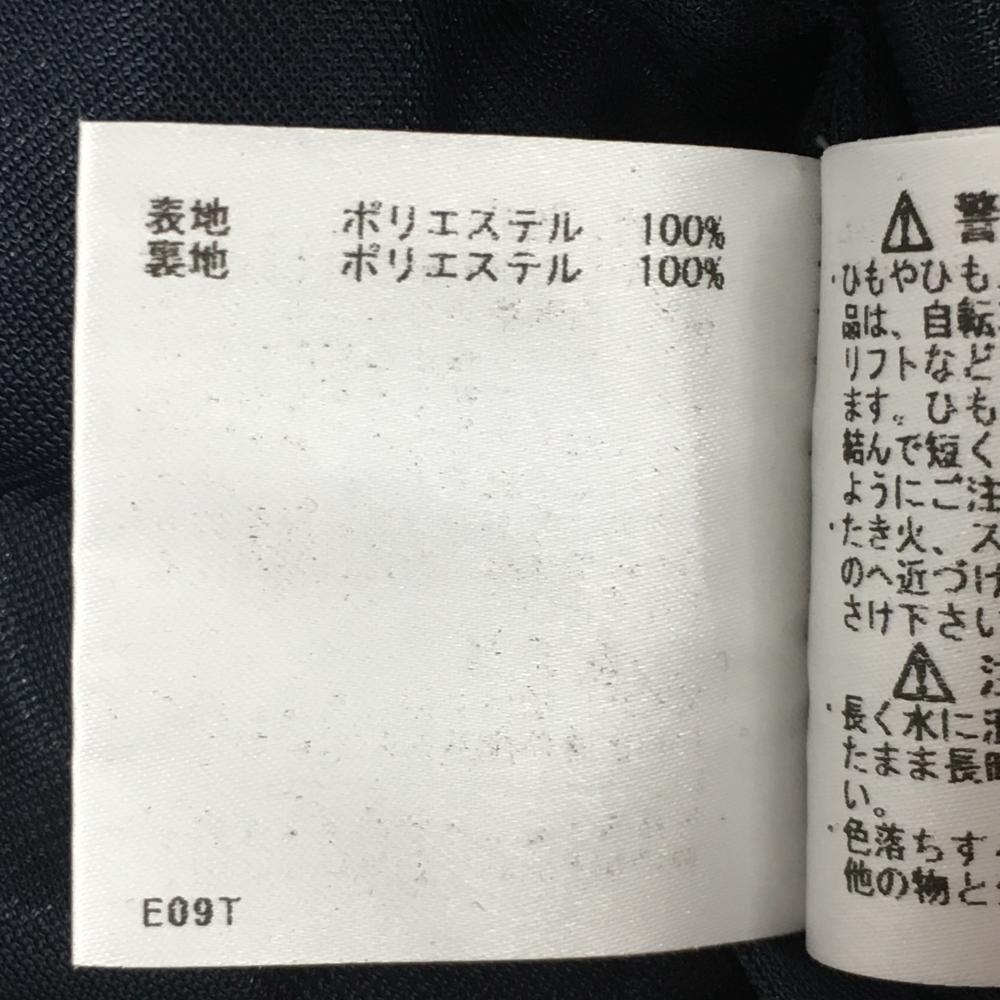 表地 ポリエステル 100%
裏地 ポリエステル 100%
E09T
警
・ひもやひも
品は、自転
リフトなど
ます。ひも
結んで短く
ようにご注
・たき火、ス
のへ近づけ
さけ下さい
・長く水に
たまま長
い。
・色落ちす
他の物と